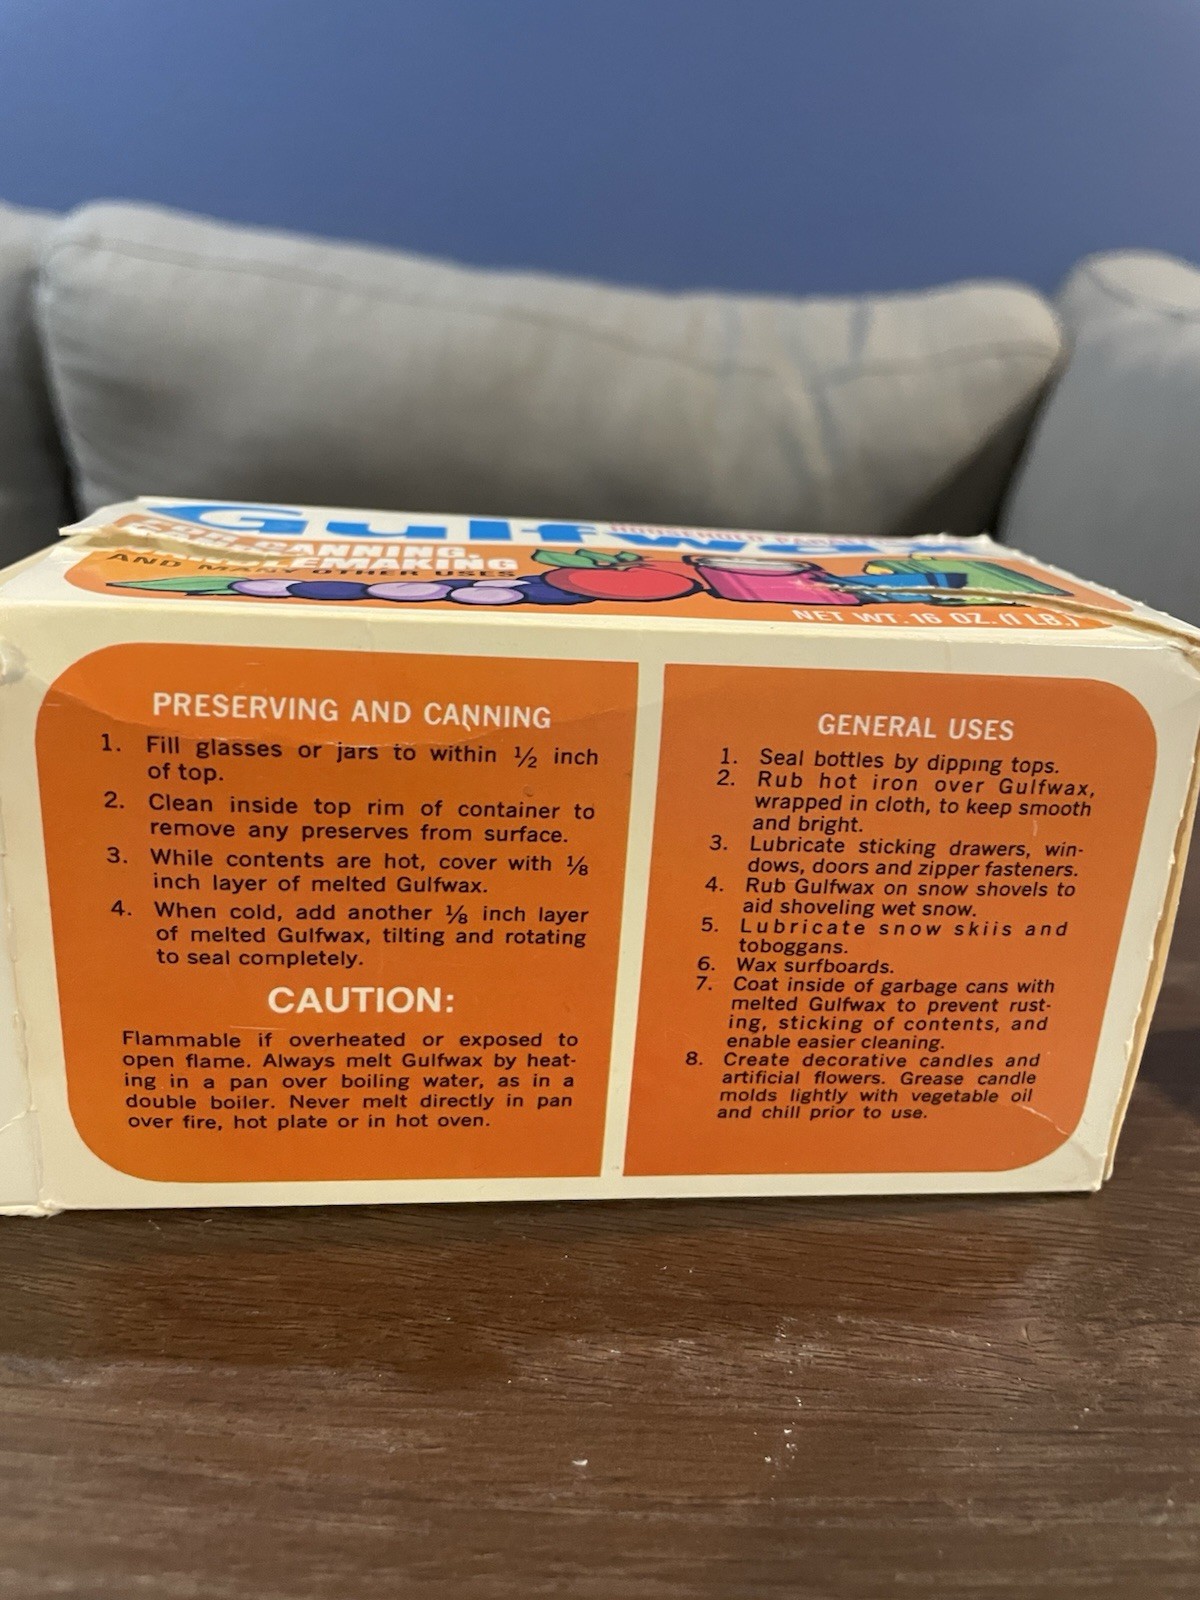 Gulfwax
HOUSEHOLD
FOR CANNING,
CANDLEMAKING
AND MANY OTHER USES
NET WT. 16 OZ. (1 LB.)
PRESERVING AND CANNING
1. Fill glasses or jars to within ½ inch
of top.
2. Clean inside top rim of container to
remove any preserves from surface.
3. While contents are hot, cover with ⅛
inch layer of melted Gulfwax.
4. When cold, add another ⅛ inch layer
of melted Gulfwax, tilting and rotating
to seal completely.
CAUTION:
Flammable if overheated or exposed to
open flame. Always melt Gulfwax by heat-
ing in a pan over boiling water, as in a
double boiler. Never melt directly in pan
over fire, hot plate or in hot oven.
GENERAL USES
1. Seal bottles by dipping tops.
2. Rub hot iron over Gulfwax,
wrapped in cloth, to keep smooth
and bright.
3. Lubricate sticking drawers, win-
dows, doors and zipper fasteners.
4. Rub Gulfwax on snow shovels to
aid shoveling wet snow.
5. Lubricate snow skiis and
toboggans.
6. Wax surfboards.
7. Coat inside of garbage cans with
melted Gulfwax to prevent rust-
ing, sticking of contents, and
enable easier cleaning.
8. Create decorative candles and
artificial flowers. Grease candle
molds lightly with vegetable oil
and chill prior to use.